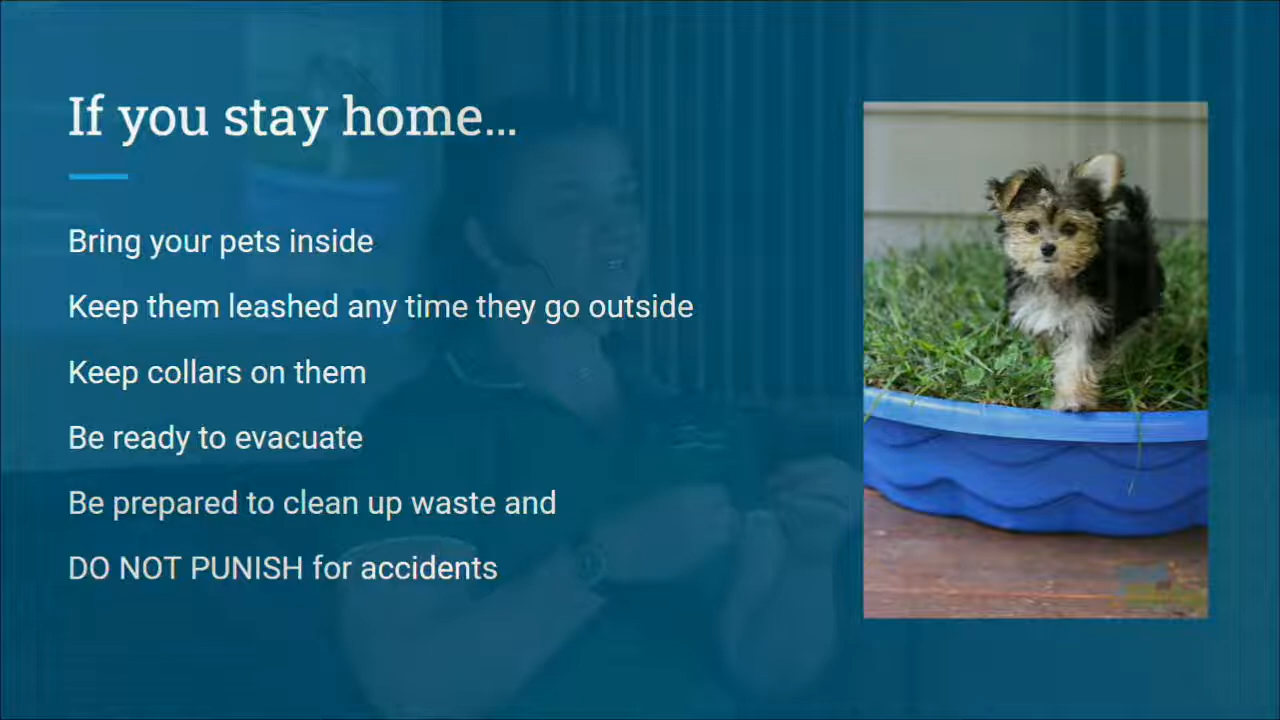 If you stay home...
Bring your pets inside
Keep them leashed any time they go outside
Keep collars on them
Be ready to evacuate
Be prepared to clean up waste and
DO NOT PUNISH for accidents